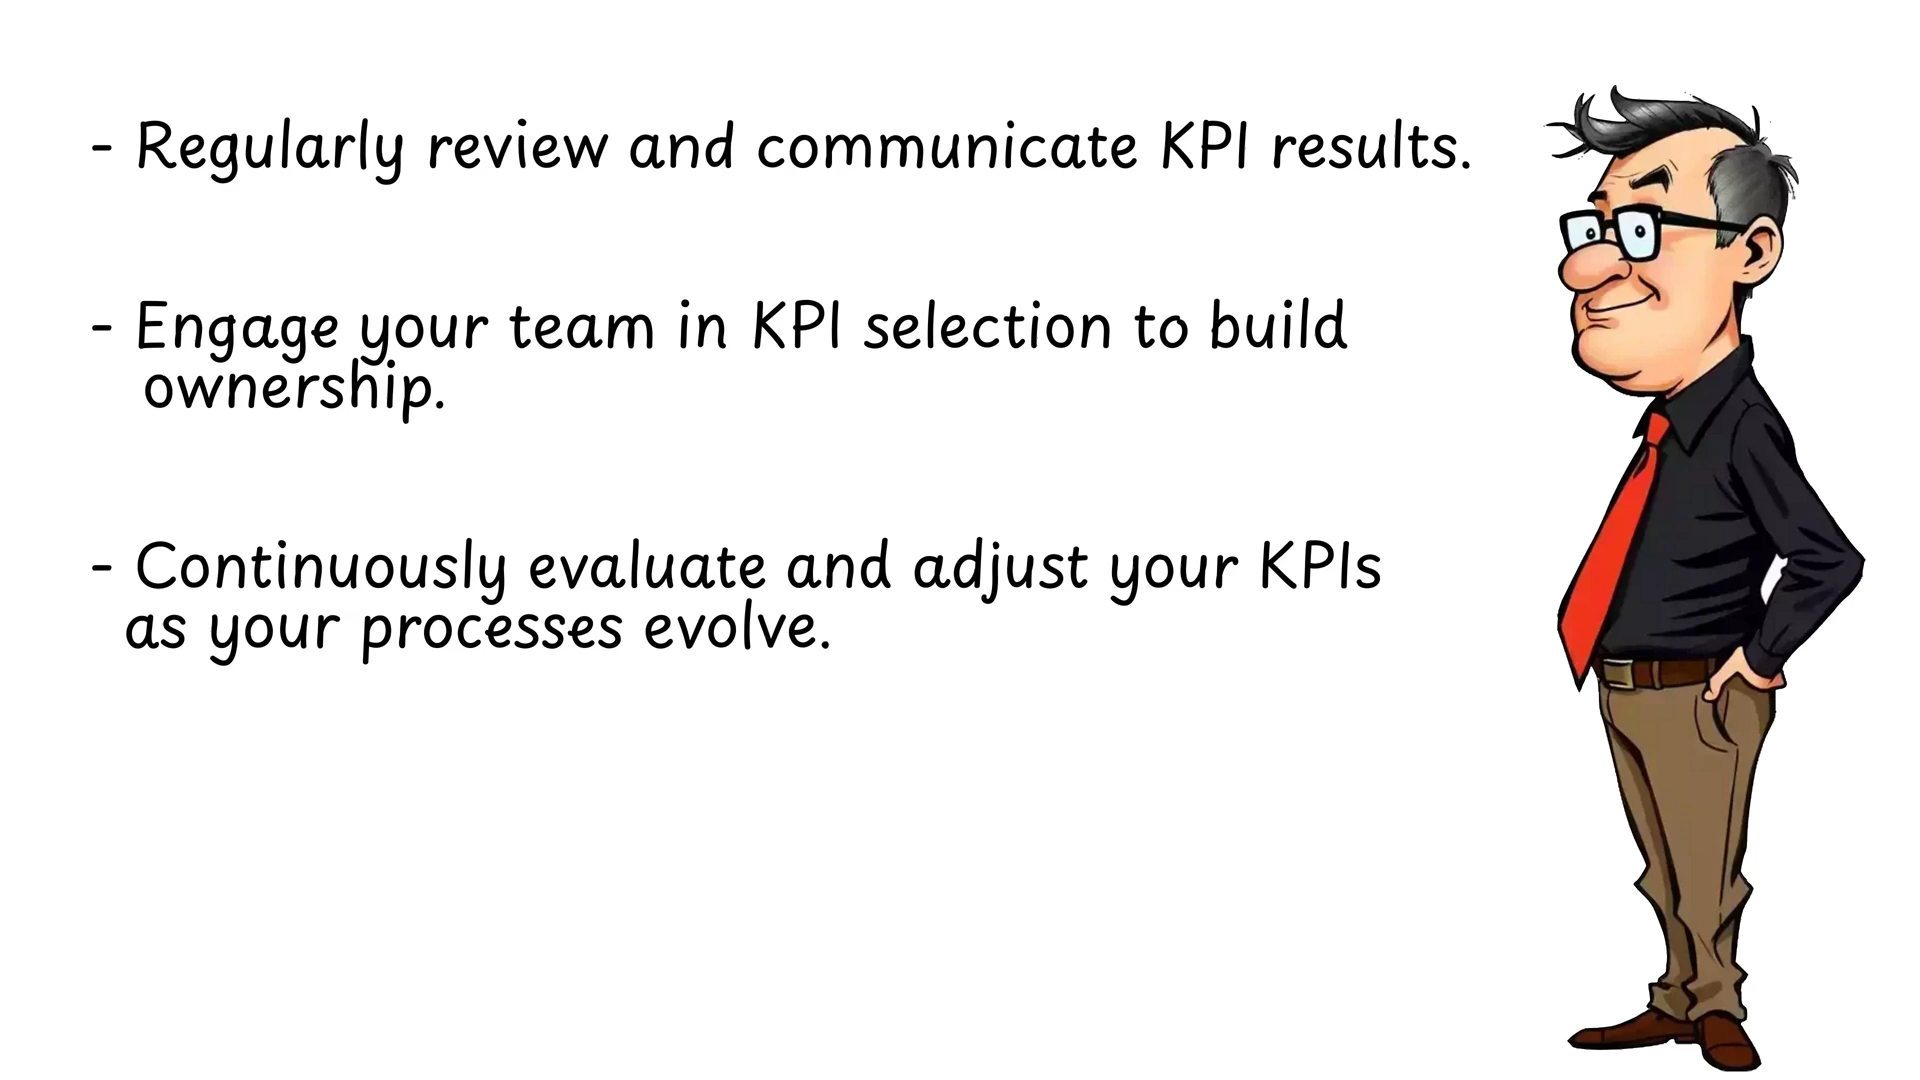 - Regularly review and communicate KPI results.
- Engage your team in KPI selection to build
ownership.
- Continuously evaluate and adjust your KPIs
as your processes evolve.